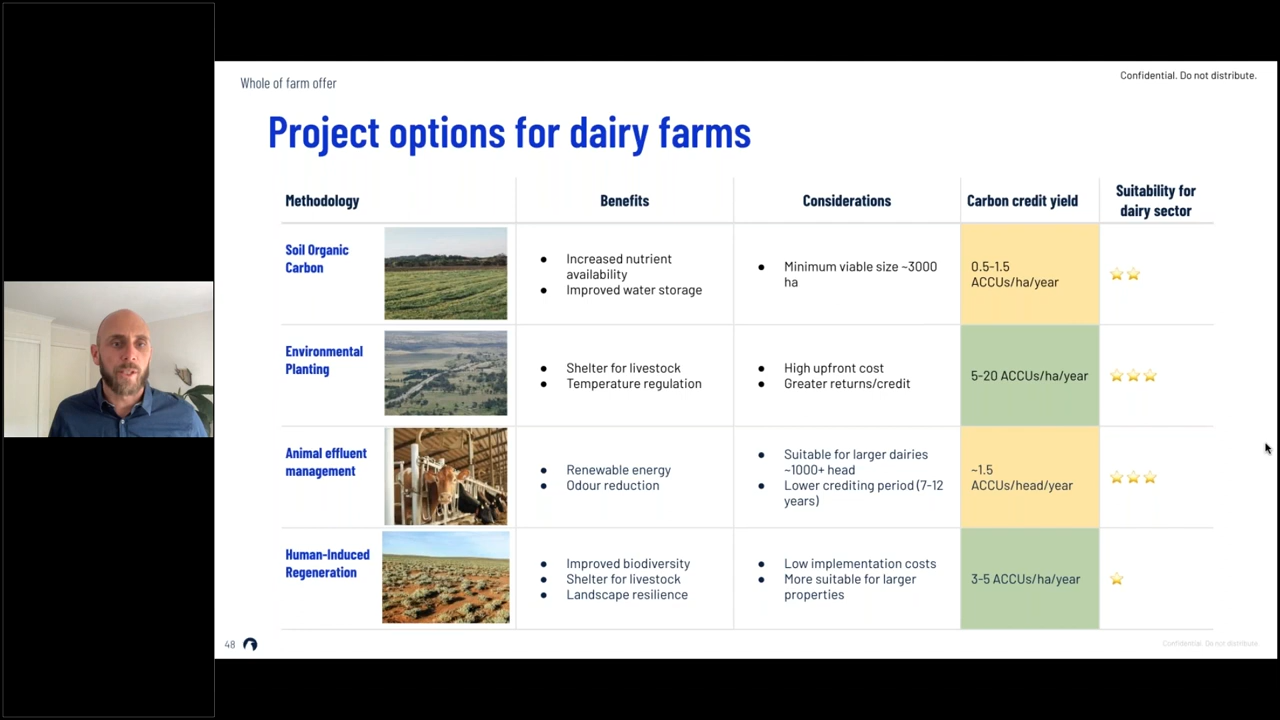 Whole of farm offer
Confidential. Do not distribute.
Project options for dairy farms
Methodology
Benefits
Considerations
Carbon credit yield
Suitability for
dairy sector
Soil Organic
Carbon
● Increased nutrient
availability
● Improved water storage
● Minimum viable size ~3000
ha
0.5-1.5
ACCUs/ha/year
Environmental
Planting
● Shelter for livestock
● Temperature regulation
● High upfront cost
● Greater returns/credit
5-20 ACCUs/ha/year
Animal effluent
management
● Renewable energy
● Odour reduction
● Suitable for larger dairies
~1000+ head
● Lower crediting period (7-12
years)
~1.5
ACCUs/head/year
Human-Induced
Regeneration
● Improved biodiversity
● Shelter for livestock
● Landscape resilience
● Low implementation costs
● More suitable for larger
properties
3-5 ACCUs/ha/year
48
Confidential. Do not distribute.